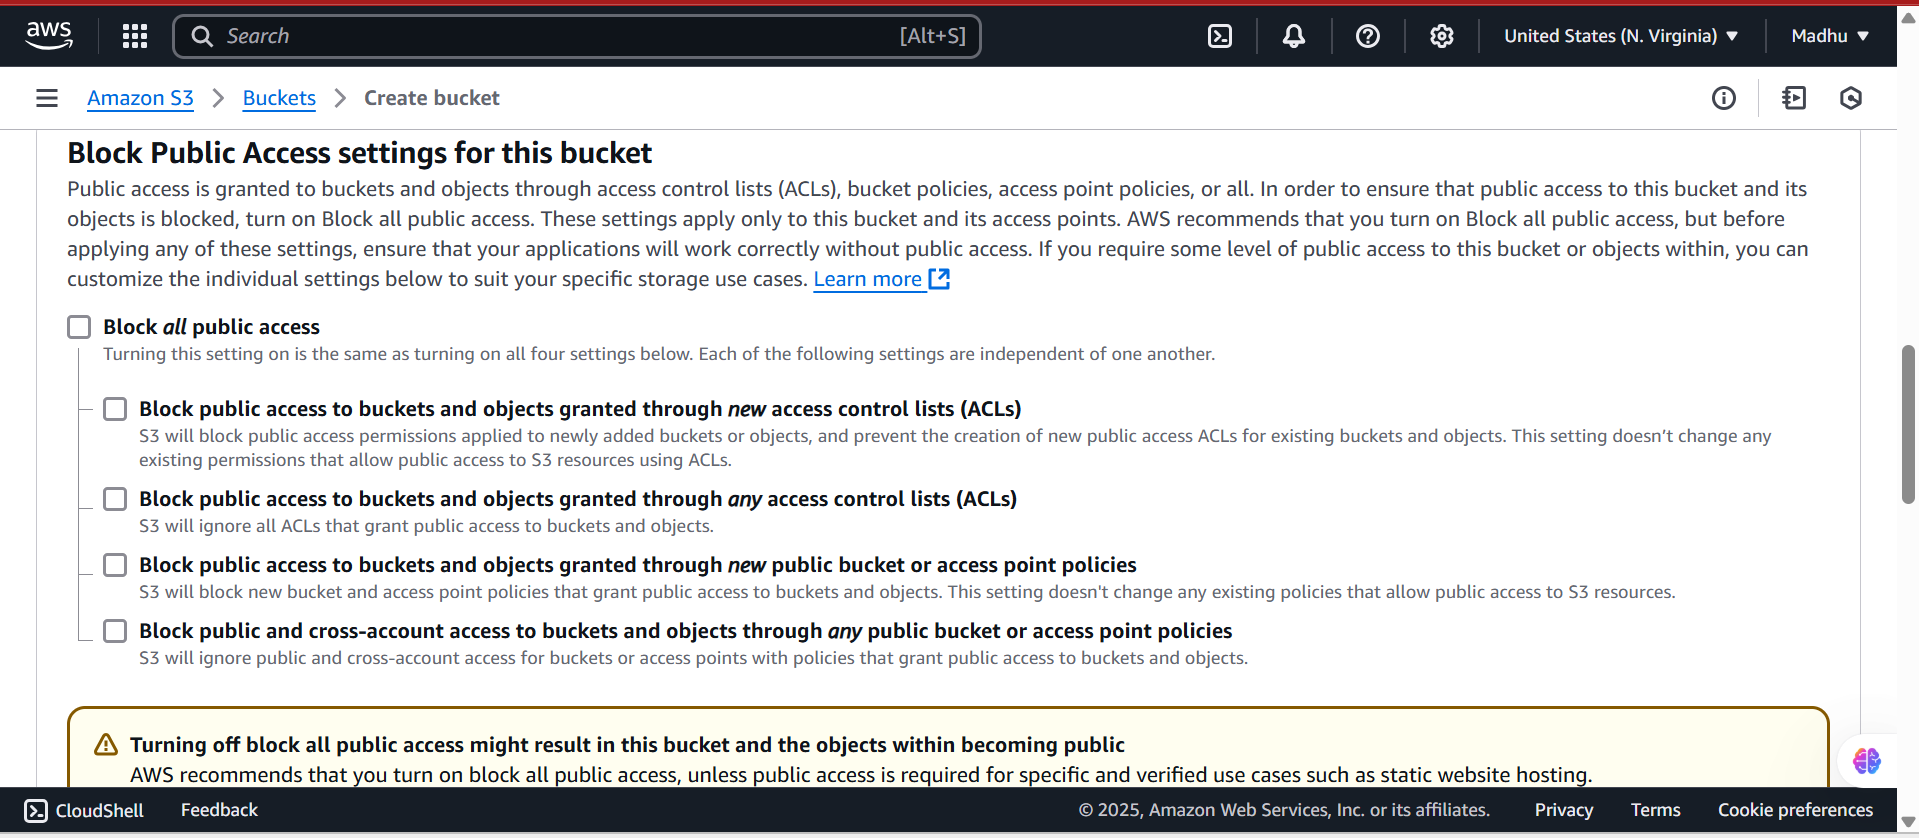 aws
Search
[Alt+S]
United States (N. Virginia)
Madhu
Amazon S3
Buckets
Create bucket
Block Public Access settings for this bucket
Public access is granted to buckets and objects through access control lists (ACLs), bucket policies, access point policies, or all. In order to ensure that public access to this bucket and its
objects is blocked, turn on Block all public access. These settings apply only to this bucket and its access points. AWS recommends that you turn on Block all public access, but before
applying any of these settings, ensure that your applications will work correctly without public access. If you require some level of public access to this bucket or objects within, you can
customize the individual settings below to suit your specific storage use cases. Learn more
Block all public access
Turning this setting on is the same as turning on all four settings below. Each of the following settings are independent of one another.
Block public access to buckets and objects granted through new access control lists (ACLs)
S3 will block public access permissions applied to newly added buckets or objects, and prevent the creation of new public access ACLs for existing buckets and objects. This setting doesn’t change any
existing permissions that allow public access to S3 resources using ACLs.
Block public access to buckets and objects granted through any access control lists (ACLs)
S3 will ignore all ACLs that grant public access to buckets and objects.
Block public access to buckets and objects granted through new public bucket or access point policies
S3 will block new bucket and access point policies that grant public access to buckets and objects. This setting doesn't change any existing policies that allow public access to S3 resources.
Block public and cross-account access to buckets and objects through any public bucket or access point policies
S3 will ignore public and cross-account access for buckets or access points with policies that grant public access to buckets and objects.
Turning off block all public access might result in this bucket and the objects within becoming public
AWS recommends that you turn on block all public access, unless public access is required for specific and verified use cases such as static website hosting.
CloudShell
Feedback
© 2025, Amazon Web Services, Inc. or its affiliates.
Privacy
Terms
Cookie preferences